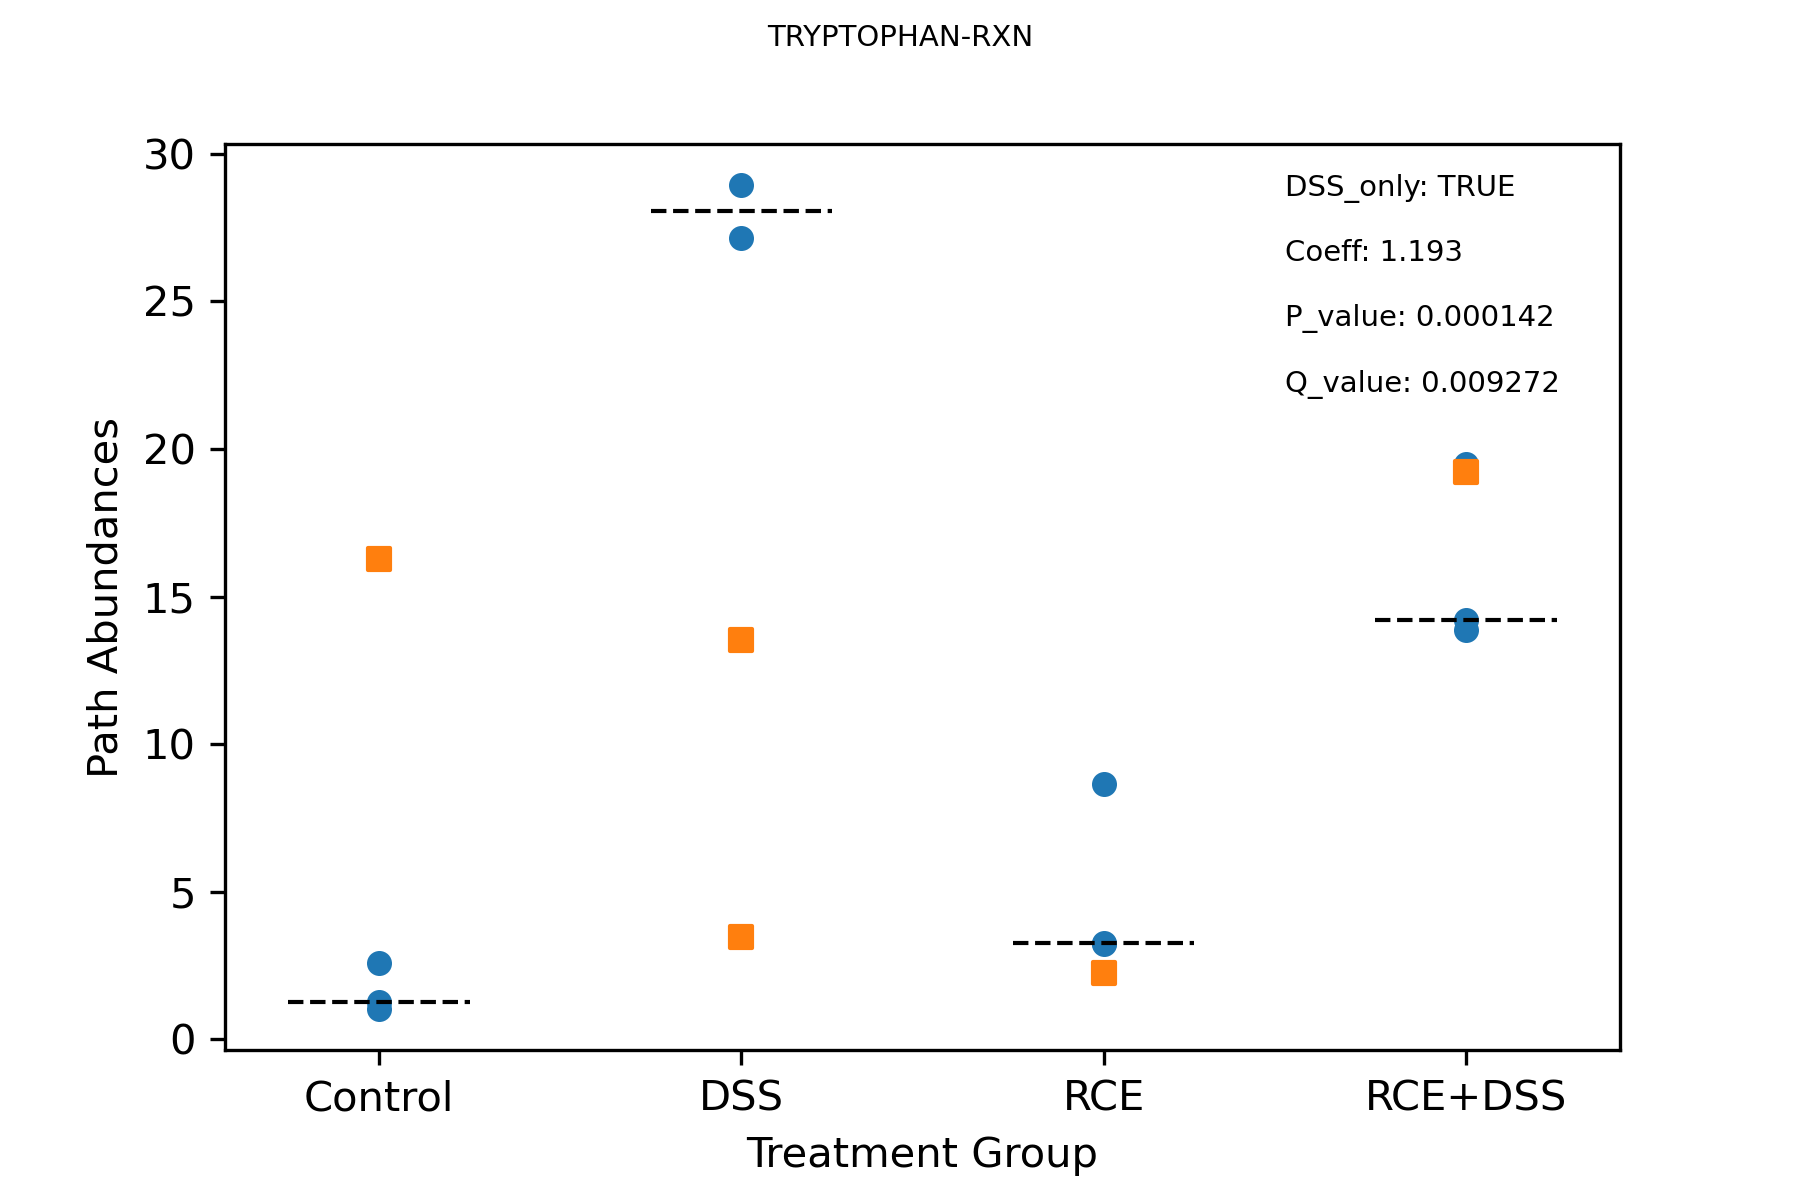 TRYPTOPHAN-RXN
30
25
20
15
10
5
0
Path Abundances
DSS_only: TRUE
Coeff: 1.193
P_value: 0.000142
Q_value: 0.009272
Control
DSS
RCE
RCE+DSS
Treatment Group